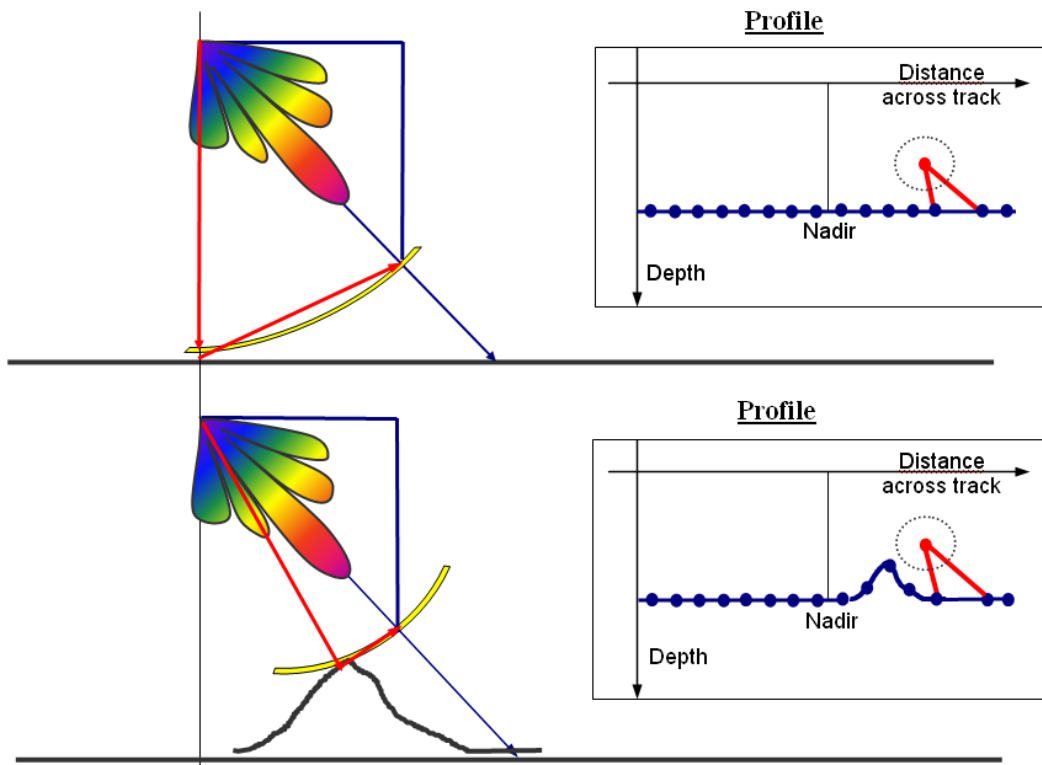 Profile
Distance
across track
Nadir
Depth
Profile
Distance
across track
Nadir
Depth